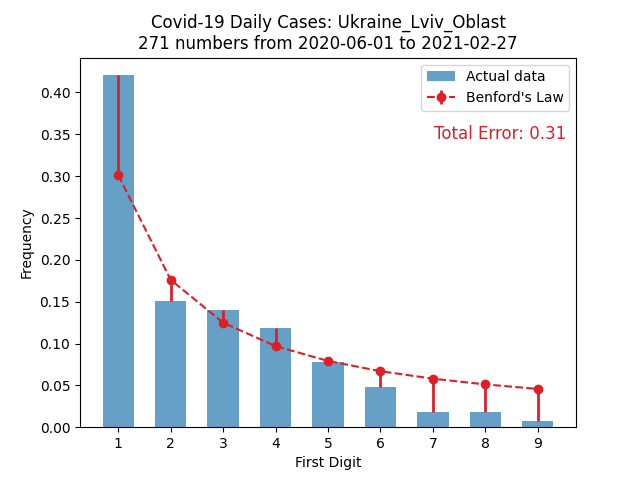 Covid-19 Daily Cases: Ukraine_Lviv_Oblast
271 numbers from 2020-06-01 to 2021-02-27
Actual data
Benford's Law
Total Error: 0.31
0.40
0.35
0.30
0.25
0.20
0.15
0.10
0.05
0.00
Frequency
1 2 3 4 5 6 7 8 9
First Digit